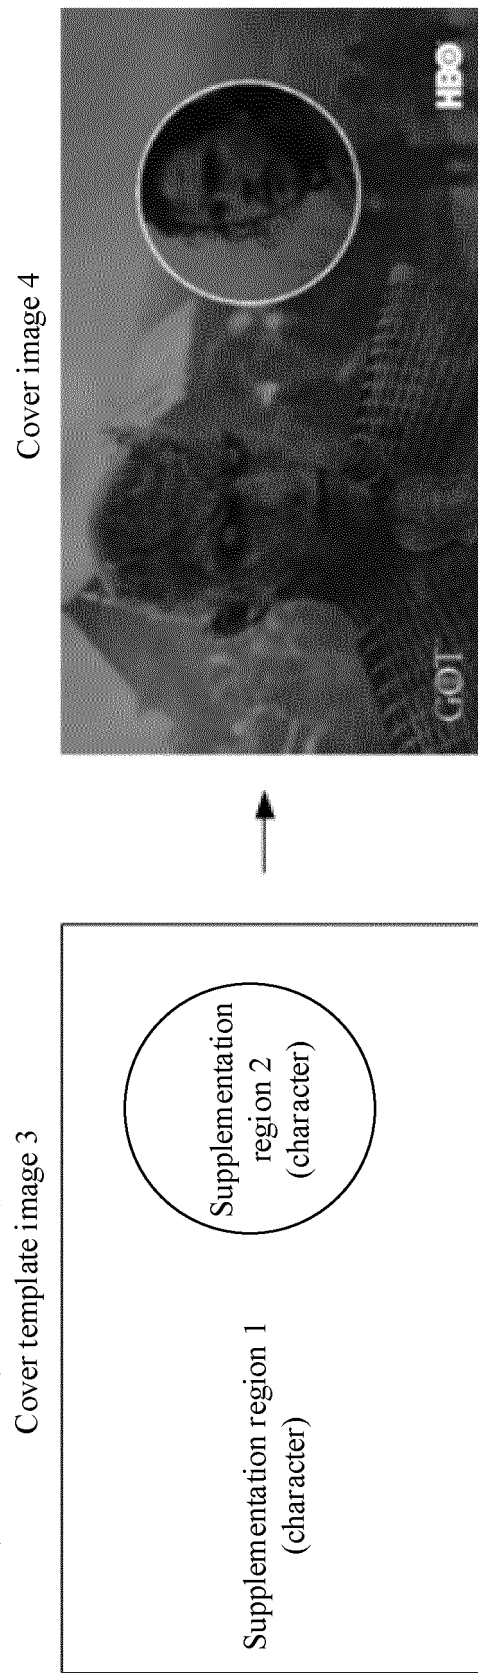 Cover template image 3
Supplementation region 1
(character)
Supplementation
region 2
(character)
Cover image 4
GOT
HBO